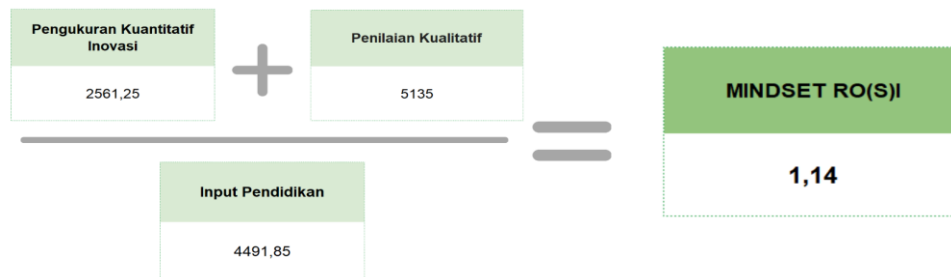 Pengukuran Kuantitatif
Inovasi
2561,25
+
Penilaian Kualitatif
5135
Input Pendidikan
4491,85
=
MINDSET RO(S)I
1,14